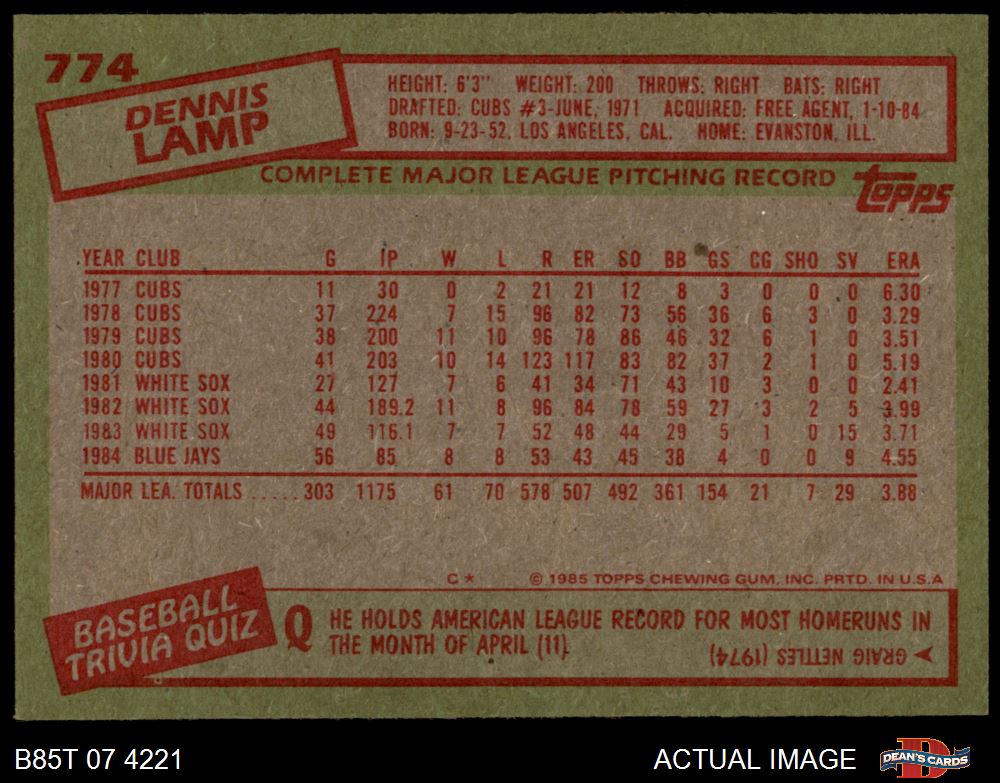 774
DENNIS
LAMP
HEIGHT: 6'3" WEIGHT: 200 THROWS: RIGHT BATS: RIGHT
DRAFTED: CUBS #3-JUNE, 1971 ACQUIRED: FREE AGENT, 1-10-84
BORN: 9-23-52, LOS ANGELES, CAL. HOME: EVANSTON, ILL.
COMPLETE MAJOR LEAGUE PITCHING RECORD
topps
YEAR CLUB G IP W L R ER SO BB GS CG SHO SV ERA
1977 CUBS 11 30 0 2 21 21 12 8 3 0 0 0 6.30
1978 CUBS 37 224 7 15 96 82 73 56 36 6 3 0 3.29
1979 CUBS 38 200 11 10 96 78 86 46 32 6 1 0 3.51
1980 CUBS 41 203 10 14 123 117 83 82 37 2 1 0 5.19
1981 WHITE SOX 27 127 7 6 41 34 71 43 10 3 0 0 2.41
1982 WHITE SOX 44 189.2 11 8 96 84 78 59 27 3 2 5 3.99
1983 WHITE SOX 49 116.1 7 7 52 48 44 29 5 1 0 15 3.71
1984 BLUE JAYS 56 85 8 8 53 43 45 38 4 0 0 9 4.55
MAJOR LEA. TOTALS ..... 303 1175 61 70 578 507 492 361 154 21 7 29 3.88
C * © 1985 TOPPS CHEWING GUM, INC. PRTD. IN U.S.A
BASEBALL
TRIVIA QUIZ
Q HE HOLDS AMERICAN LEAGUE RECORD FOR MOST HOMERUNS IN
THE MONTH OF APRIL (11).
GRAIG NETTLES (1974)
B85T 07 4221
ACTUAL IMAGE
D
DEAN'S CARDS